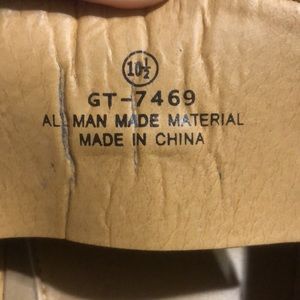 10½
GT-7469
ALL MAN MADE MATERIAL
MADE IN CHINA